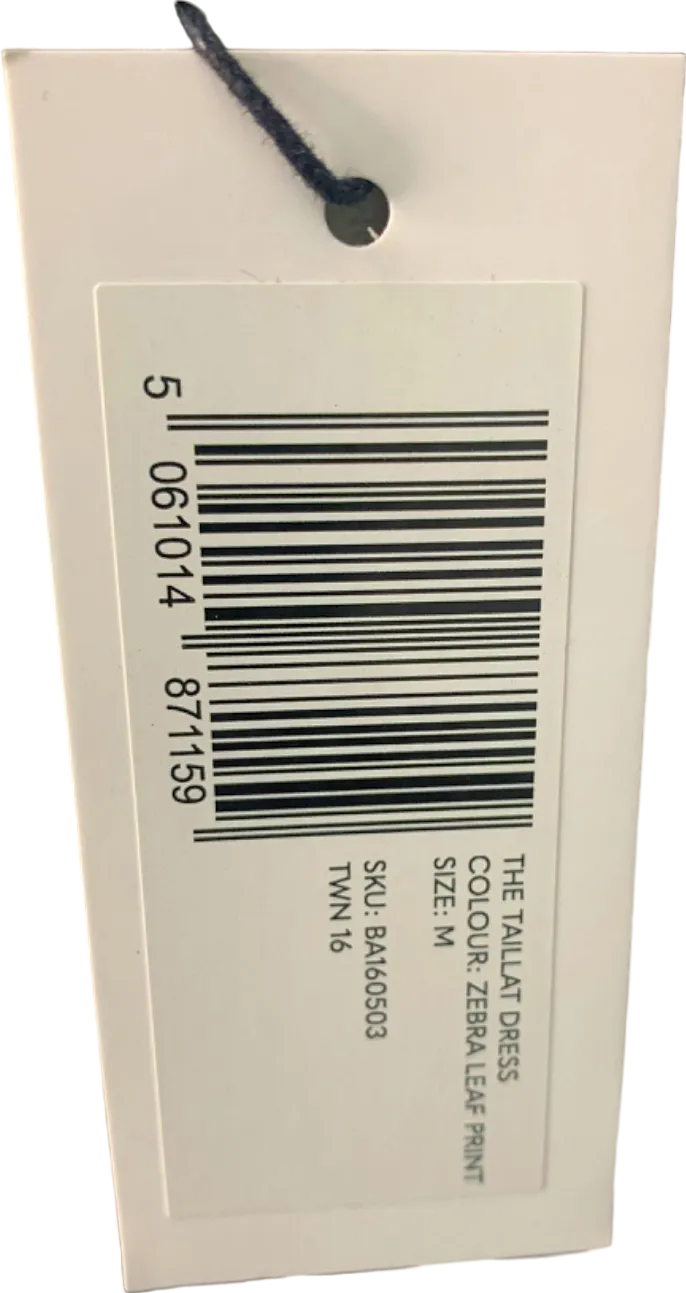 THE TAILLAT DRESS
COLOUR: ZEBRA LEAF PRINT
SIZE: M
SKU: BA160503
TWN 16
5 061014 871159